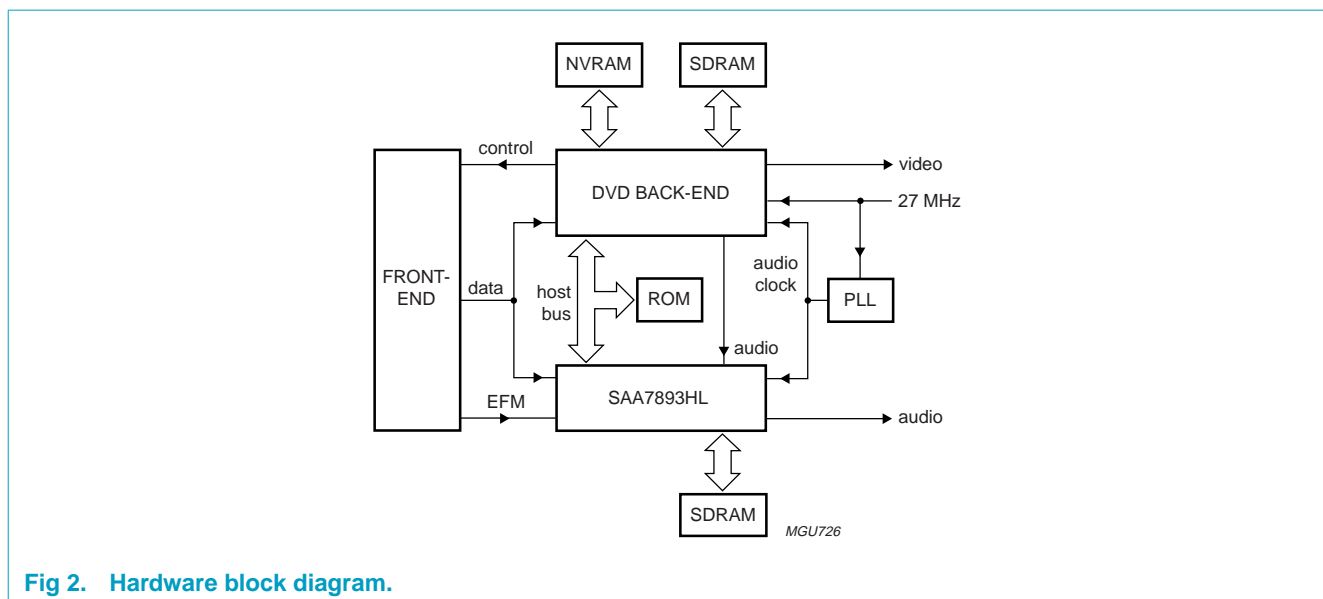 NVRAM
SDRAM
control
video
DVD BACK-END
27 MHz
FRONT-
END
data
host
bus
ROM
audio
clock
PLL
audio
SAA7893HL
EFM
audio
SDRAM
MGU726
Fig 2. Hardware block diagram.